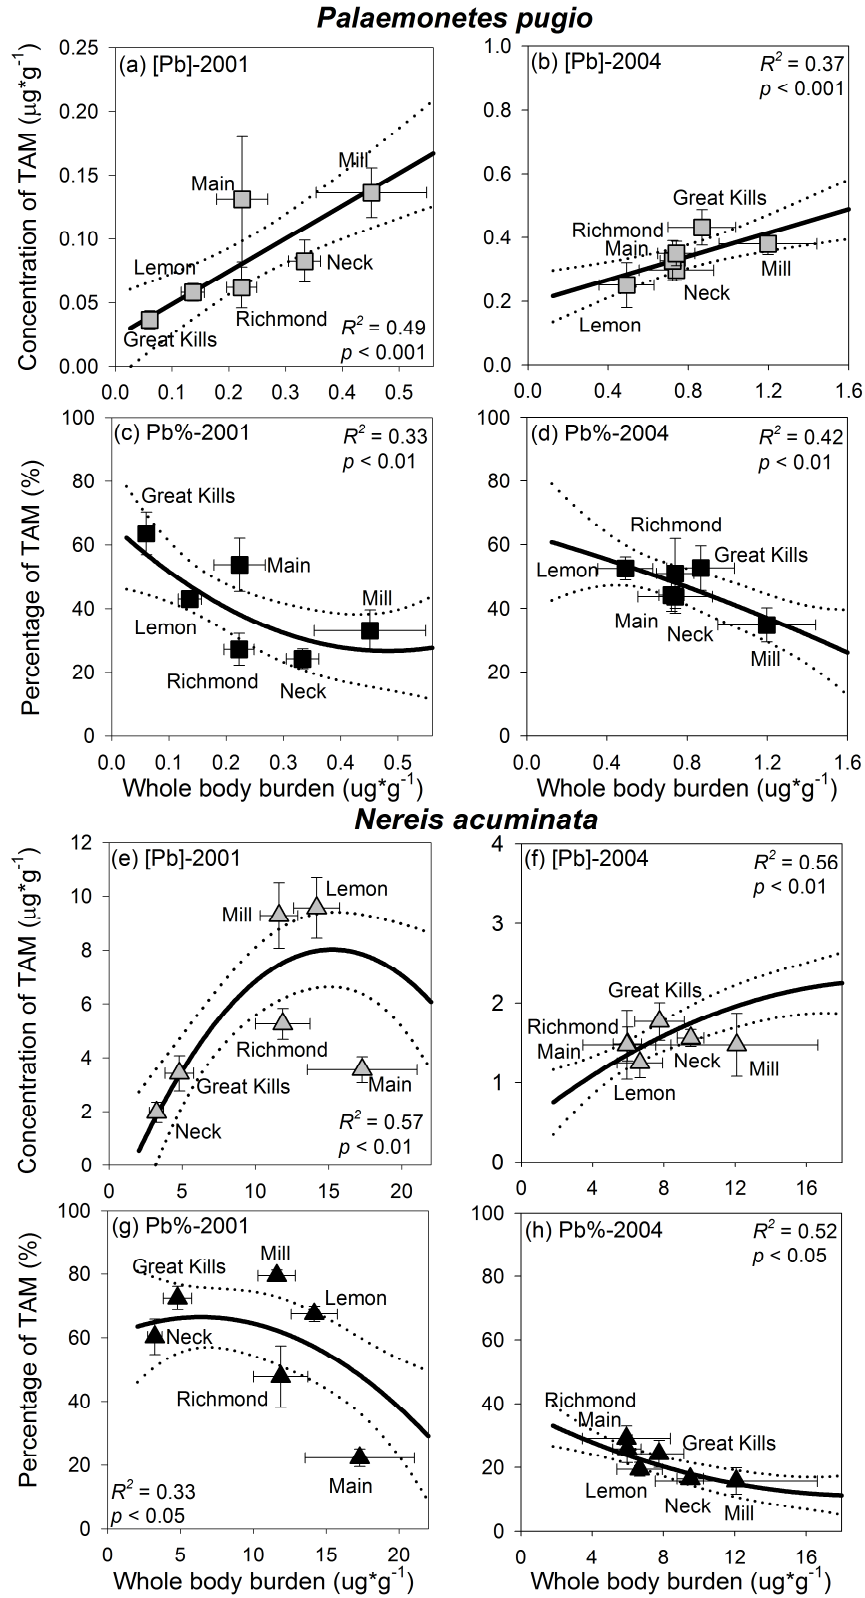 Palaemonetes pugio
(a) [Pb]-2001
Concentration of TAM (µg*g⁻¹)
0.25
0.20
0.15
0.10
0.05
0.00
Mill
Main
Lemon
Neck
Richmond
Great Kills
R² = 0.49
p < 0.001
0.0 0.1 0.2 0.3 0.4 0.5
(b) [Pb]-2004
R² = 0.37
p < 0.001
1.0
0.8
0.6
0.4
0.2
0.0
Great Kills
Richmond
Main
Mill
Neck
Lemon
0.0 0.4 0.8 1.2 1.6
(c) Pb%-2001
R² = 0.33
p < 0.01
Percentage of TAM (%)
100
80
60
40
20
0
Great Kills
Main
Mill
Lemon
Richmond
Neck
0.0 0.1 0.2 0.3 0.4 0.5
Whole body burden (ug*g⁻¹)
(d) Pb%-2004
R² = 0.42
p < 0.01
100
80
60
40
20
0
Richmond
Great Kills
Lemon
Main
Neck
Mill
0.0 0.4 0.8 1.2 1.6
Whole body burden (ug*g⁻¹)
Nereis acuminata
(e) [Pb]-2001
Concentration of TAM (µg*g⁻¹)
12
10
8
6
4
2
0
Lemon
Mill
Richmond
Great Kills
Main
Neck
R² = 0.57
p < 0.01
0 5 10 15 20
(f) [Pb]-2004
R² = 0.56
p < 0.01
4
3
2
1
0
Great Kills
Richmond
Main
Neck
Mill
Lemon
0 4 8 12 16
(g) Pb%-2001
Percentage of TAM (%)
100
80
60
40
20
0
Mill
Great Kills
Lemon
Neck
Richmond
Main
R² = 0.33
p < 0.05
0 5 10 15 20
Whole body burden (ug*g⁻¹)
(h) Pb%-2004
R² = 0.52
p < 0.05
100
80
60
40
20
0
Richmond
Main
Great Kills
Lemon
Neck
Mill
0 4 8 12 16
Whole body burden (ug*g⁻¹)